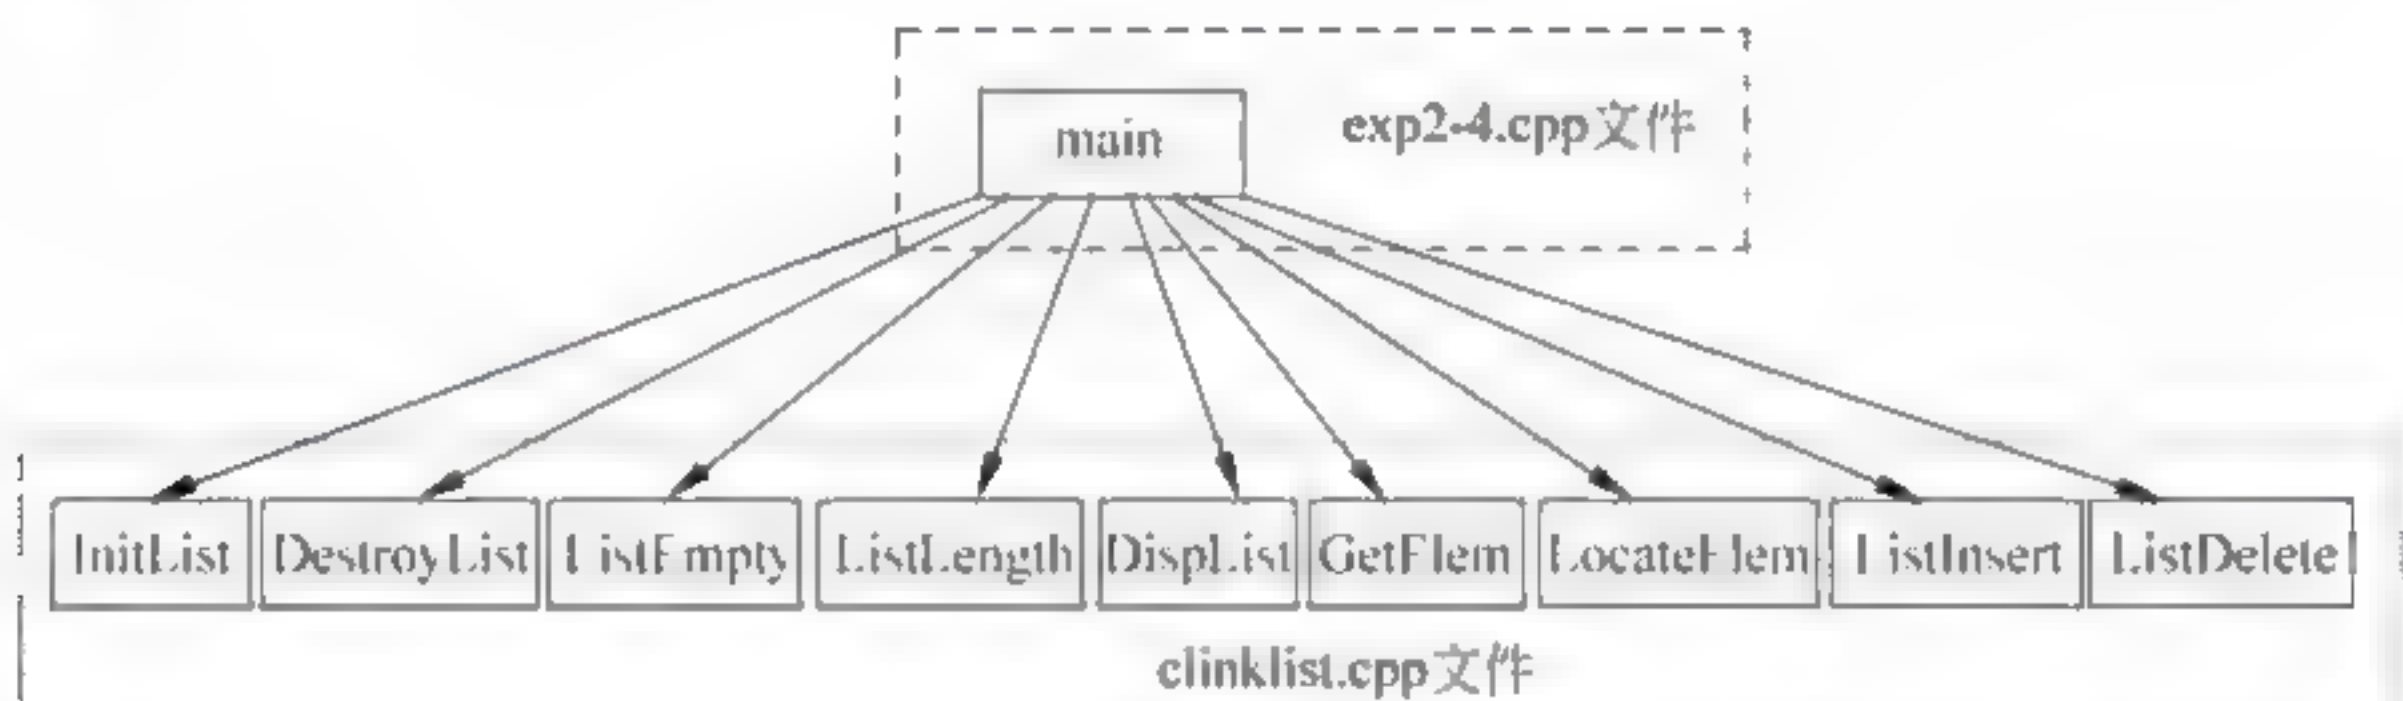 main
exp2-4.cpp文件
InitList
DestroyList
ListEmpty
ListLength
DispList
GetElem
LocateElem
ListInsert
ListDelete
clinklist.cpp文件